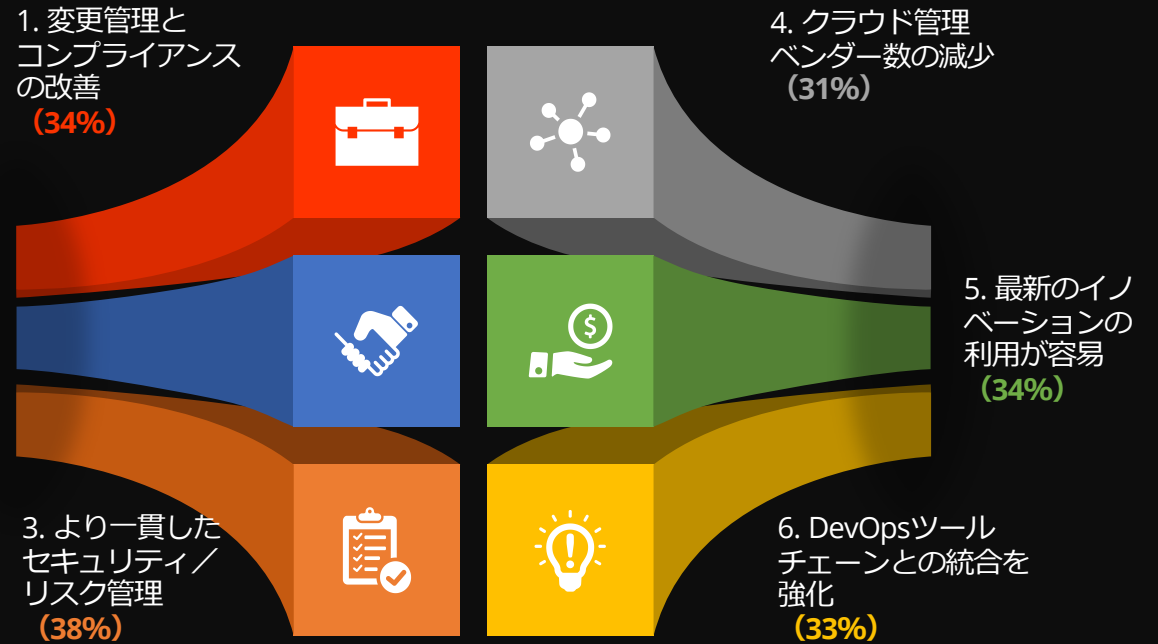 1. 変更管理と
コンプライアンス
の改善
（34%）
3. より一貫した
セキュリティ／
リスク管理
（38%）
4. クラウド管理
ベンダー数の減少
（31%）
5. 最新のイノ
ベーションの
利用が容易
（34%）
6. DevOpsツール
チェーンとの統合を
強化
（33%）
$